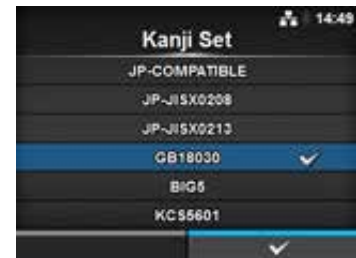 14:49
Kanji Set
JP-COMPATIBLE
JP-JISX0208
JP-JISX0213
GB18030
BIG5
KCS5601